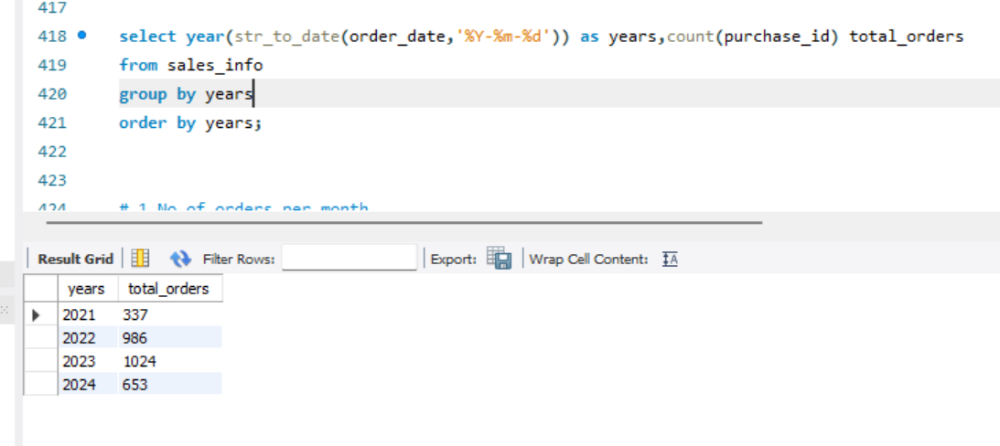 417
418 select year(str_to_date(order_date,'%Y-%m-%d')) as years,count(purchase_id) total_orders
419 from sales_info
420 group by years
421 order by years;
422
423
424 # 1 No of orders per month
Result Grid Filter Rows: Export: Wrap Cell Content: IA
years total_orders
2021 337
2022 986
2023 1024
2024 653